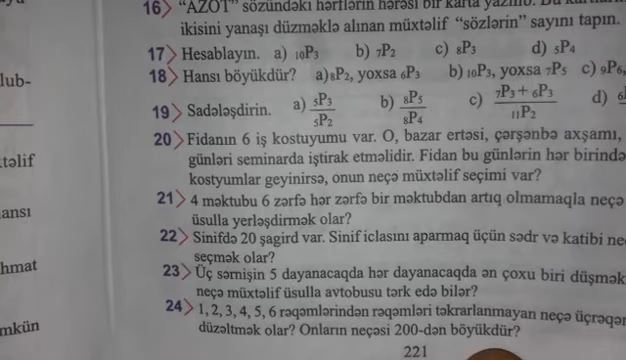 lub-
təlif
ansı
hmat
mkün
16> "AZOT" sözündəki hərflərin hərəsi bir karta yazılıb. Bu
ikisini yanaşı düzməklə alınan müxtəlif "sözlərin" sayını tapın.
17> Hesablayın. a) ₁₀P₃ b) ₇P₂ c) ₈P₃ d) ₅P₄
18> Hansı böyükdür? a) ₈P₂, yoxsa ₆P₃ b) ₁₀P₃, yoxsa ₇P₅ c) ₉P₆,
19> Sadələşdirin. a) ₅P₃/₅P₂ b) ₈P₅/₈P₄ c) ₇P₃ + ₆P₃/₁₁P₂ d) 6
20> Fidanın 6 iş kostyumu var. O, bazar ertəsi, çərşənbə axşamı,
günləri seminarda iştirak etməlidir. Fidan bu günlərin hər birində
kostyumlar geyinirsə, onun neçə müxtəlif seçimi var?
21> 4 məktubu 6 zərfə hər zərfə bir məktubdan artıq olmamaqla neçə
üsulla yerləşdirmək olar?
22> Sinifdə 20 şagird var. Sinif iclasını aparmaq üçün sədr və katibi ne
seçmək olar?
23> Üç sərnişin 5 dayanacaqda hər dayanacaqda ən çoxu biri düşmək
neçə müxtəlif üsulla avtobusu tərk edə bilər?
24> 1, 2, 3, 4, 5, 6 rəqəmlərindən rəqəmləri təkrarlanmayan neçə üçrəqəm
düzəltmək olar? Onların neçəsi 200-dən böyükdür?
221